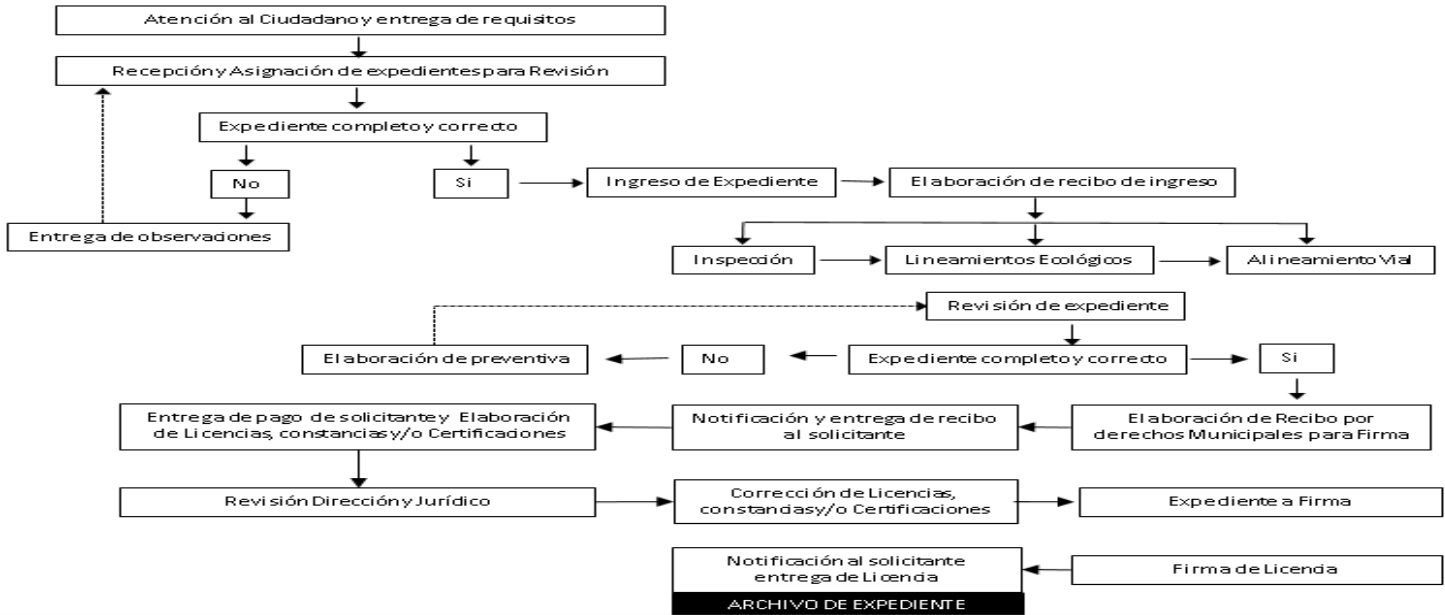 Atención al Ciudadano y entrega de requisitos
Recepción y Asignación de expedientes para Revisión
Expediente completo y correcto
No
Si
Ingreso de Expediente
Elaboración de recibo de ingreso
Entrega de observaciones
Inspección
Lineamientos Ecológicos
Alineamiento Vial
Revisión de expediente
Elaboración de preventiva
No
Expediente completo y correcto
Si
Entrega de pago de solicitante y Elaboración
de Licencias, constancias y/o Certificaciones
Notificación y entrega de recibo
al solicitante
Elaboración de Recibo por
derechos Municipales para Firma
Revisión Dirección y Jurídico
Corrección de Licencias,
constancias y/o Certificaciones
Expediente a Firma
Notificación al solicitante
entrega de Licencia
Firma de Licencia
ARCHIVO DE EXPEDIENTE